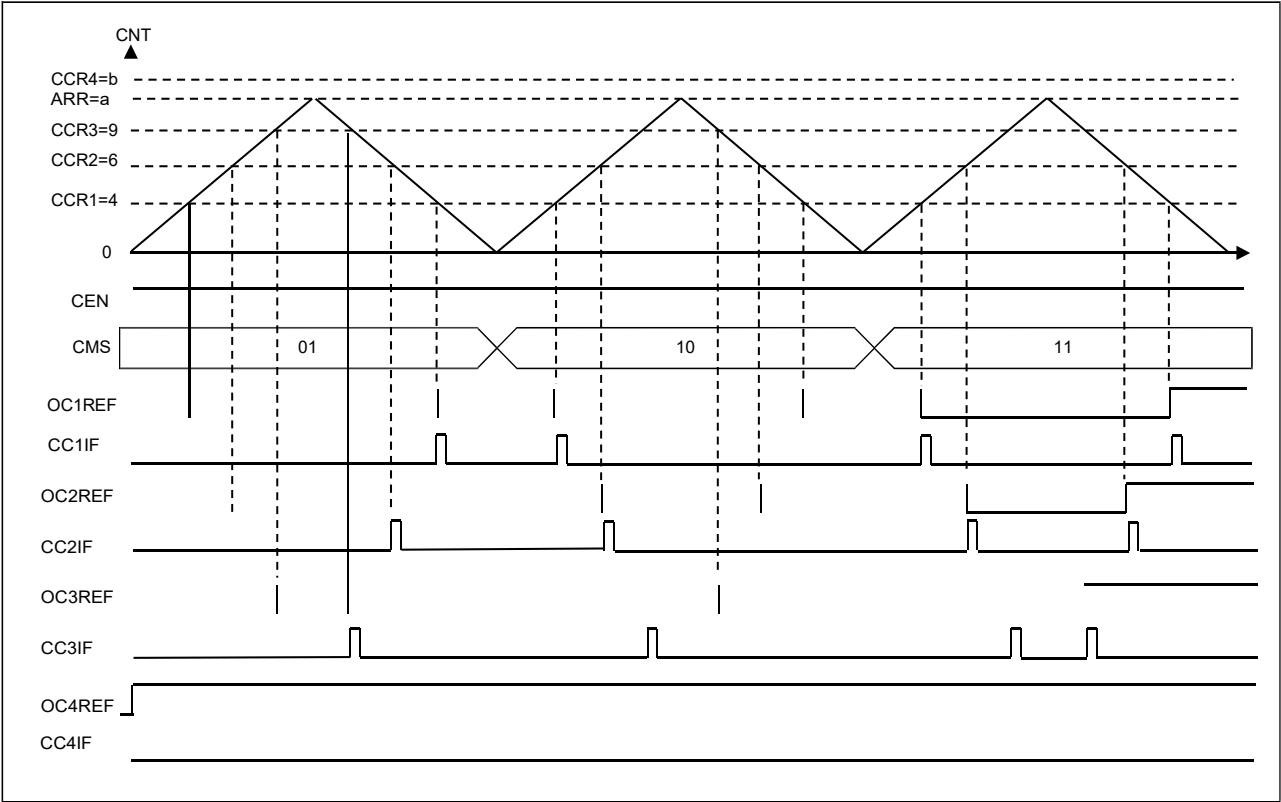 CNT
CCR4=b
ARR=a
CCR3=9
CCR2=6
CCR1=4
0
CEN
CMS 01 10 11
OC1REF
CC1IF
OC2REF
CC2IF
OC3REF
CC3IF
OC4REF
CC4IF